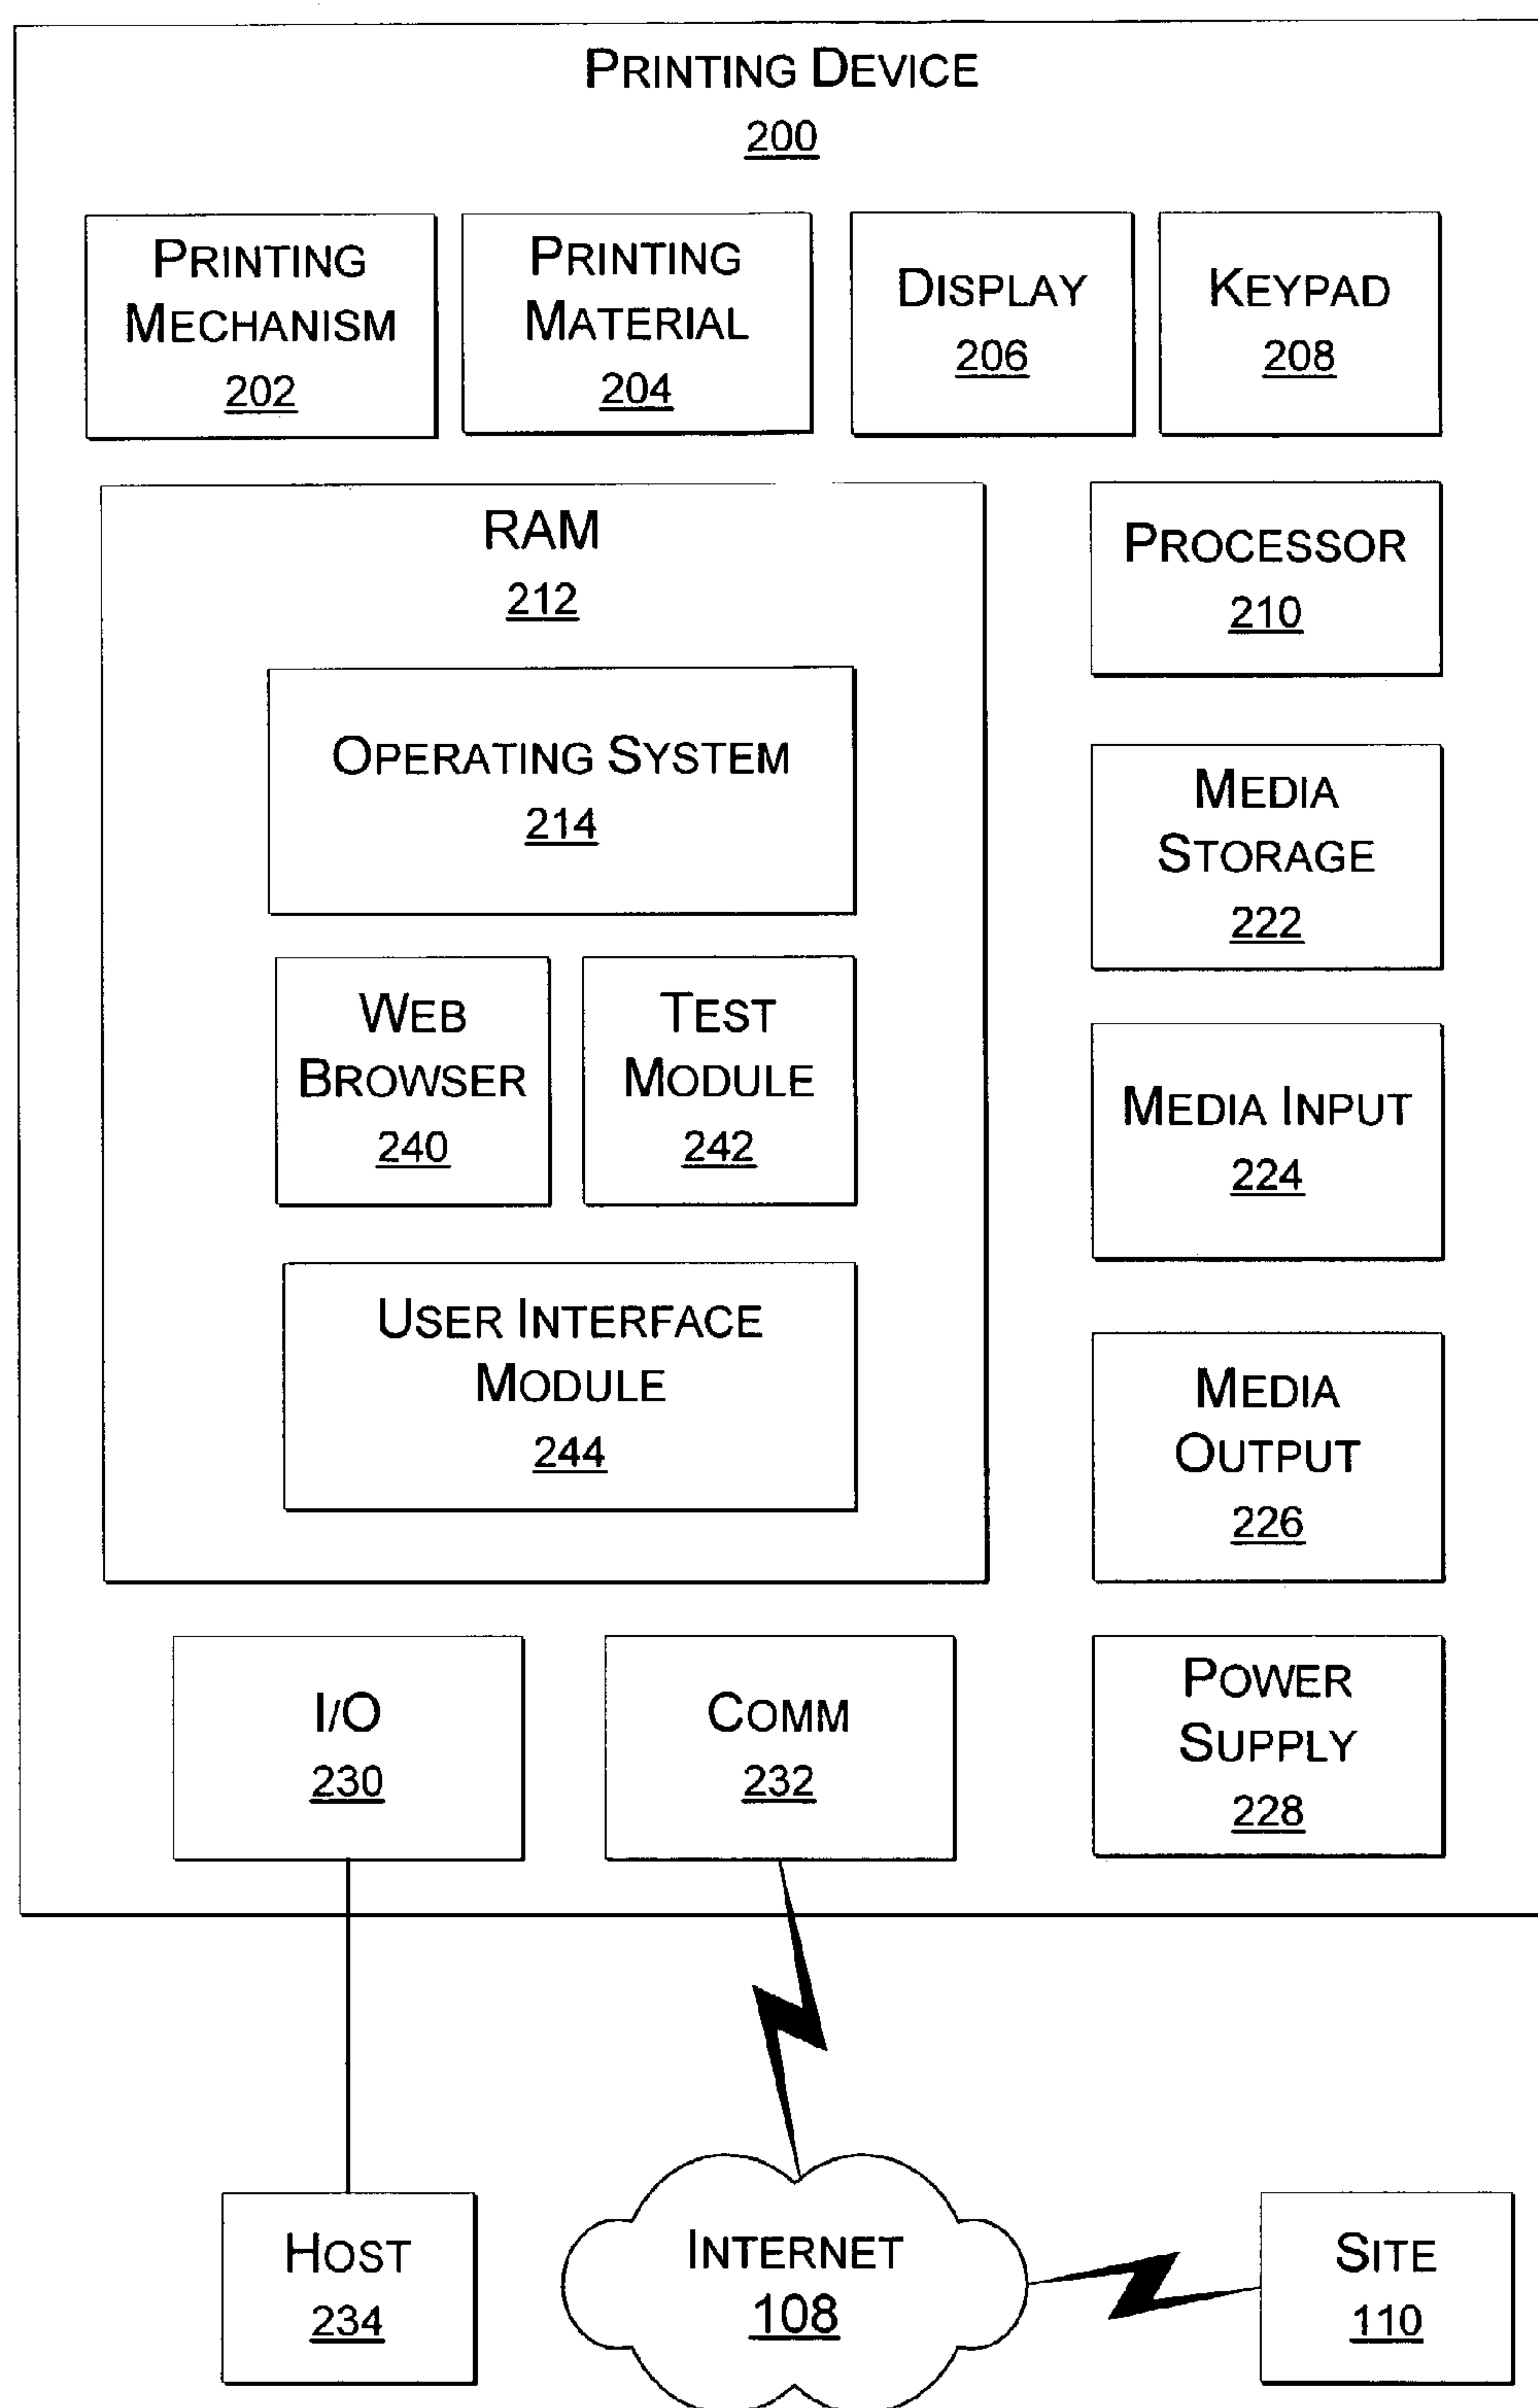 PRINTING DEVICE
200
PRINTING
MECHANISM
202
PRINTING
MATERIAL
204
DISPLAY
206
KEYPAD
208
RAM
212
OPERATING SYSTEM
214
WEB
BROWSER
240
TEST
MODULE
242
USER INTERFACE
MODULE
244
PROCESSOR
210
MEDIA
STORAGE
222
MEDIA INPUT
224
MEDIA
OUTPUT
226
I/O
230
COMM
232
POWER
SUPPLY
228
HOST
234
INTERNET
108
SITE
110